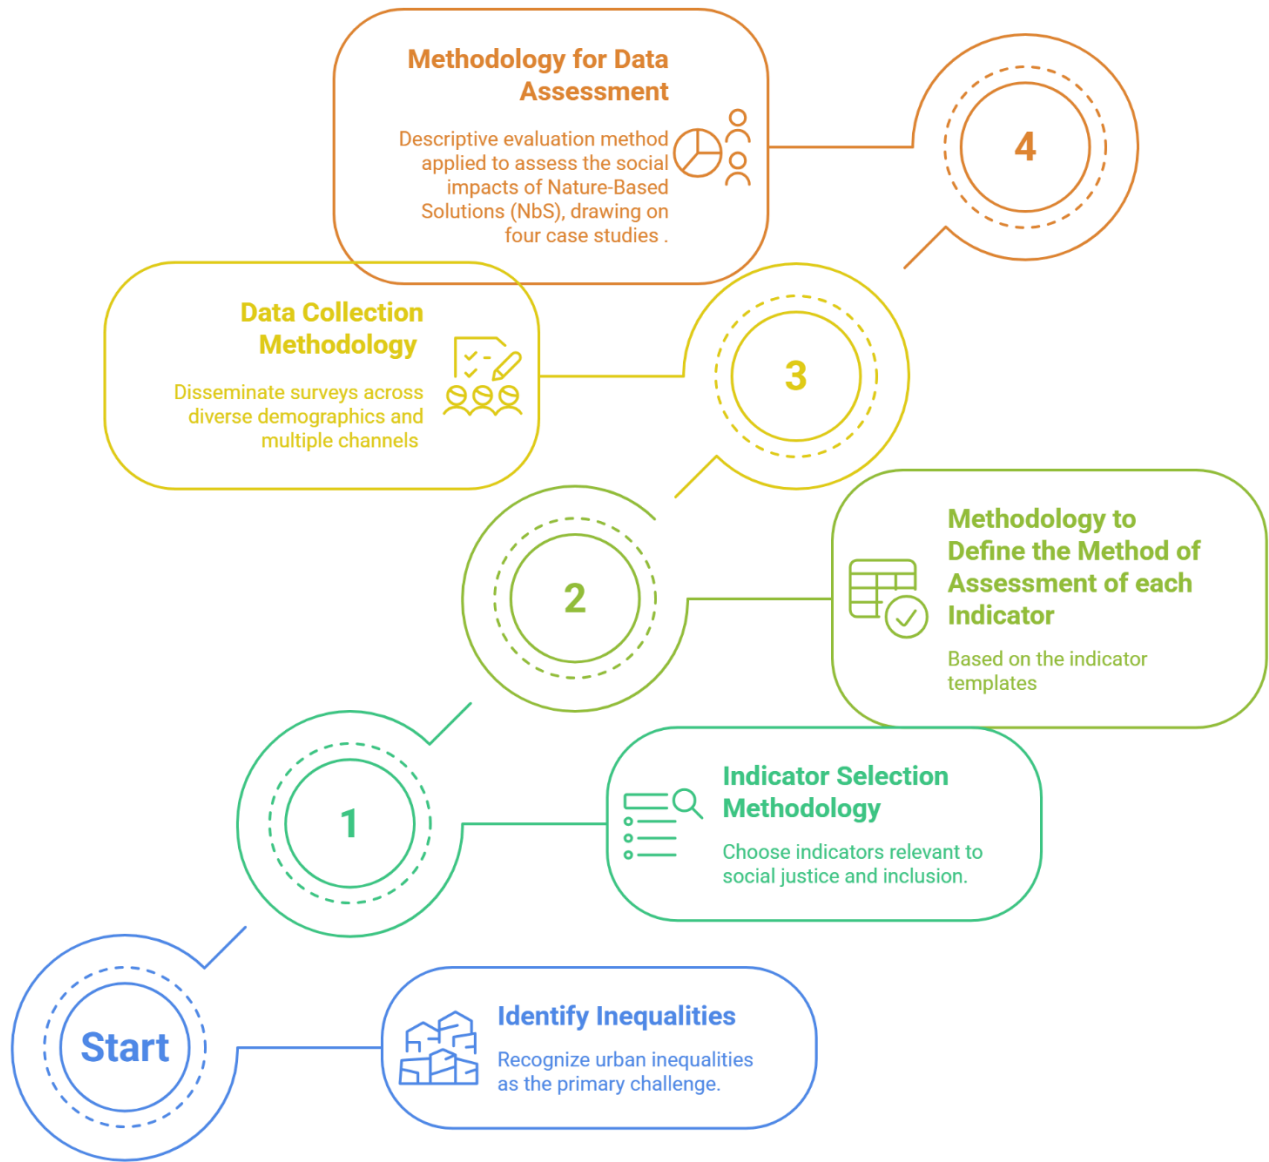 Methodology for Data
Assessment
Descriptive evaluation method
applied to assess the social
impacts of Nature-Based
Solutions (NbS), drawing on
four case studies .
4
Data Collection
Methodology
Disseminate surveys across
diverse demographics and
multiple channels
3
2
Methodology to
Define the Method of
Assessment of each
Indicator
Based on the indicator
templates
1
Indicator Selection
Methodology
Choose indicators relevant to
social justice and inclusion.
Start
Identify Inequalities
Recognize urban inequalities
as the primary challenge.